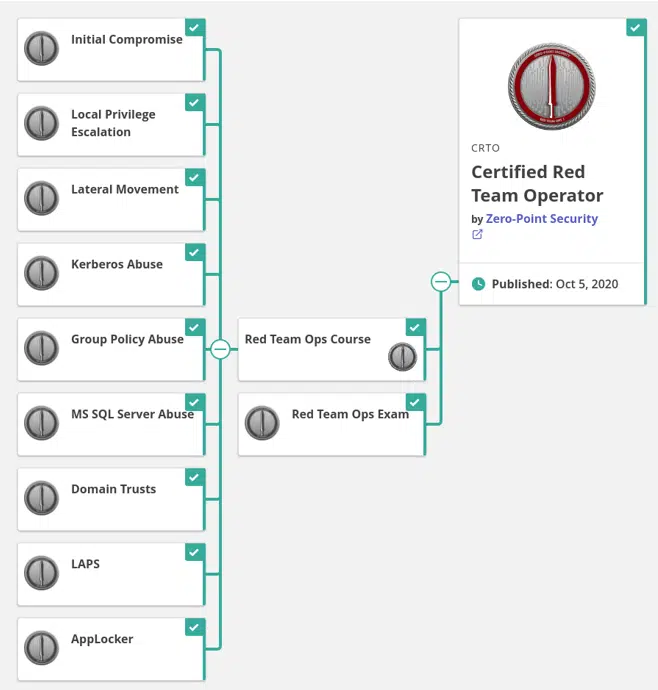 Initial Compromise
Local Privilege
Escalation
Lateral Movement
Kerberos Abuse
Group Policy Abuse
MS SQL Server Abuse
Domain Trusts
LAPS
AppLocker
Red Team Ops Course
Red Team Ops Exam
CRTO
Certified Red
Team Operator
by Zero-Point Security
Published: Oct 5, 2020